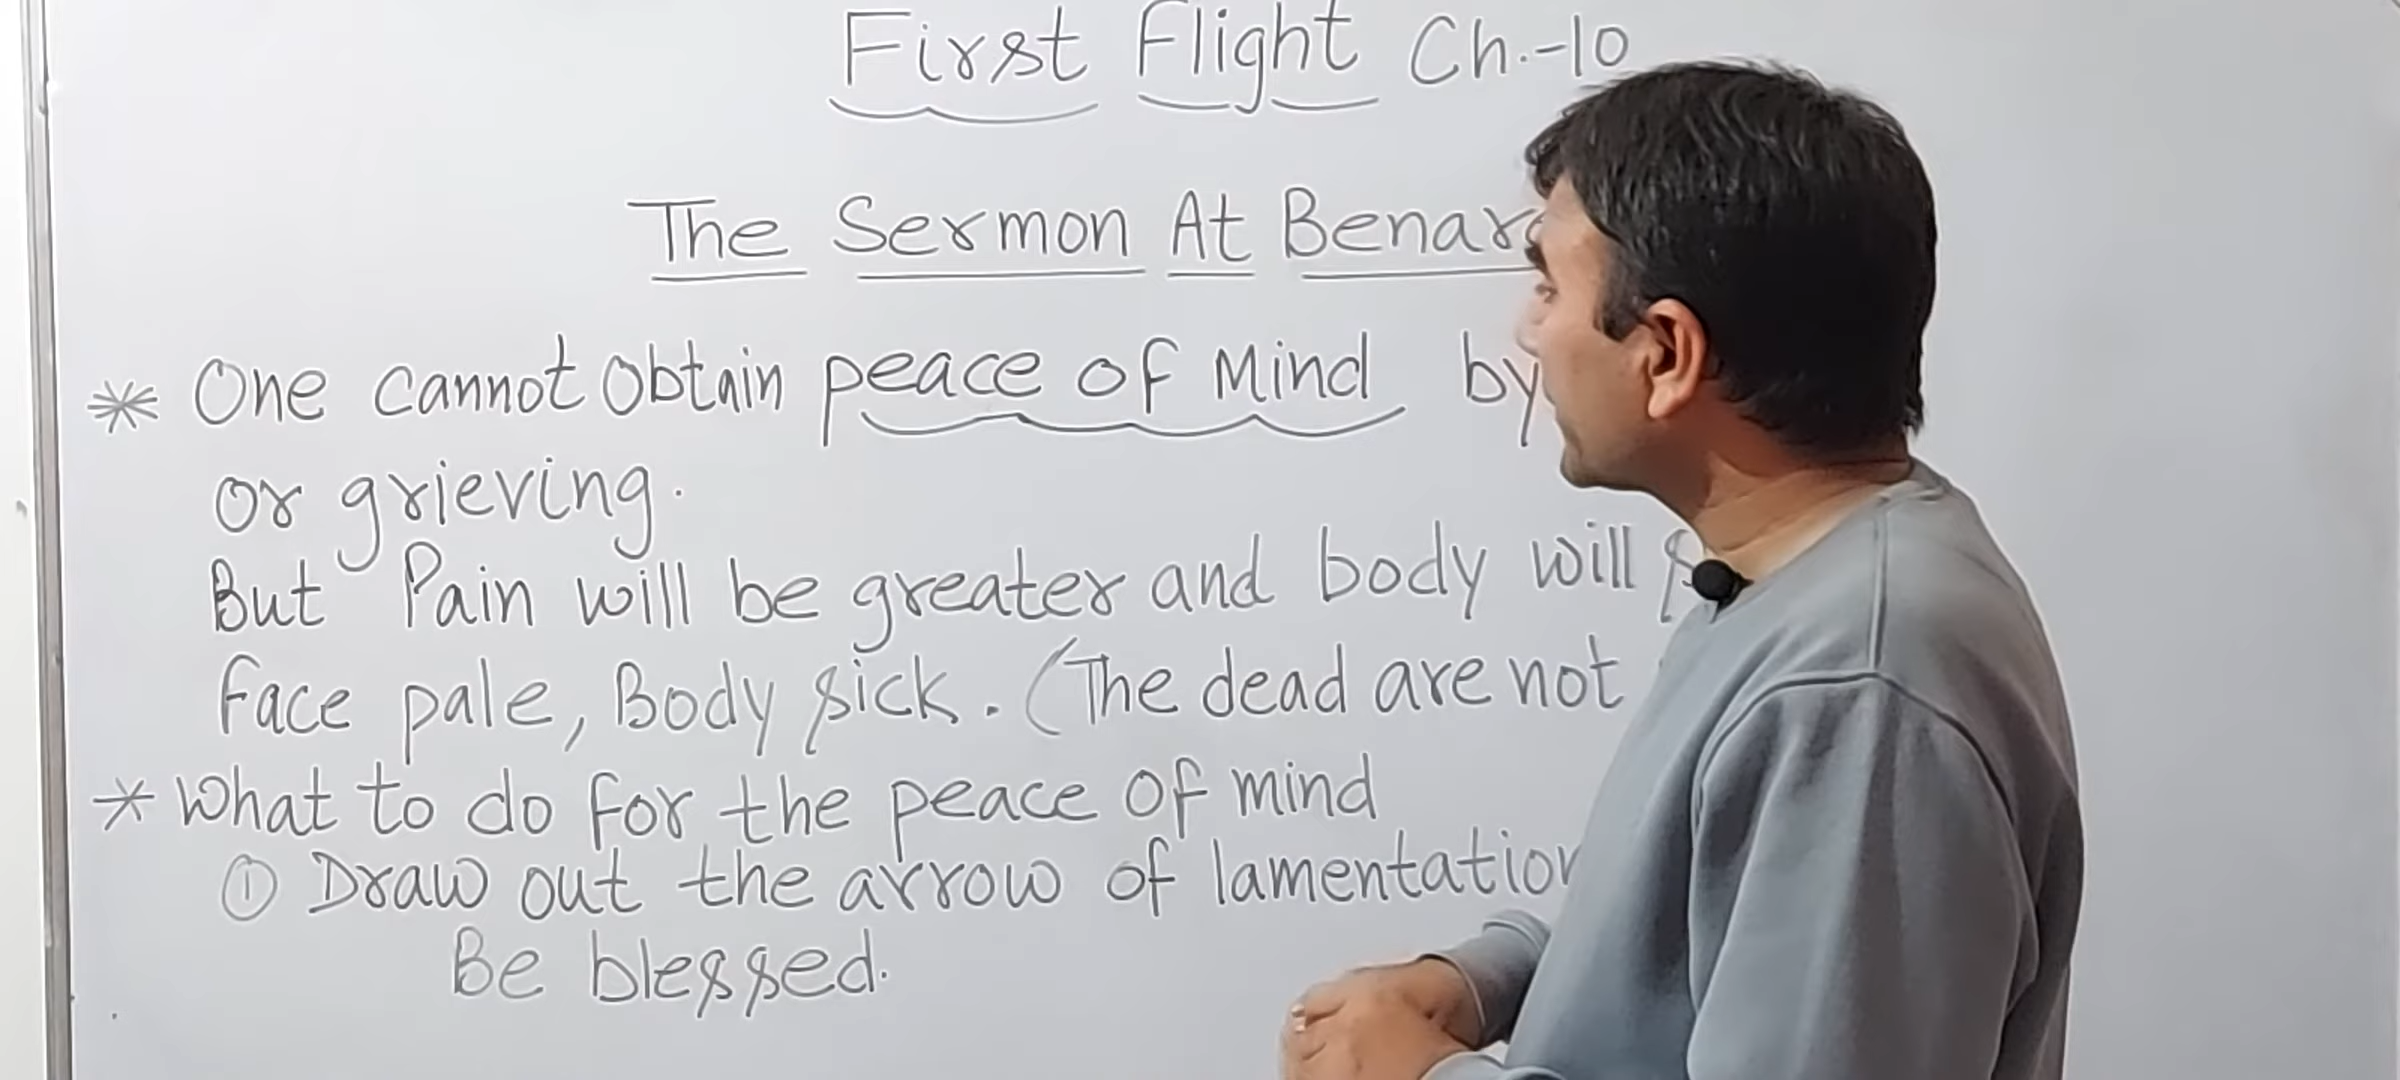 First Flight Ch.-10
The Sermon At
* One cannot obtain peace of Mind by
or grieving.
But Pain will be greater and body will
Face pale, Body sick. (The dead are not
* What to do for the peace of mind
① Draw out the arrow of lamentation
Be blessed.